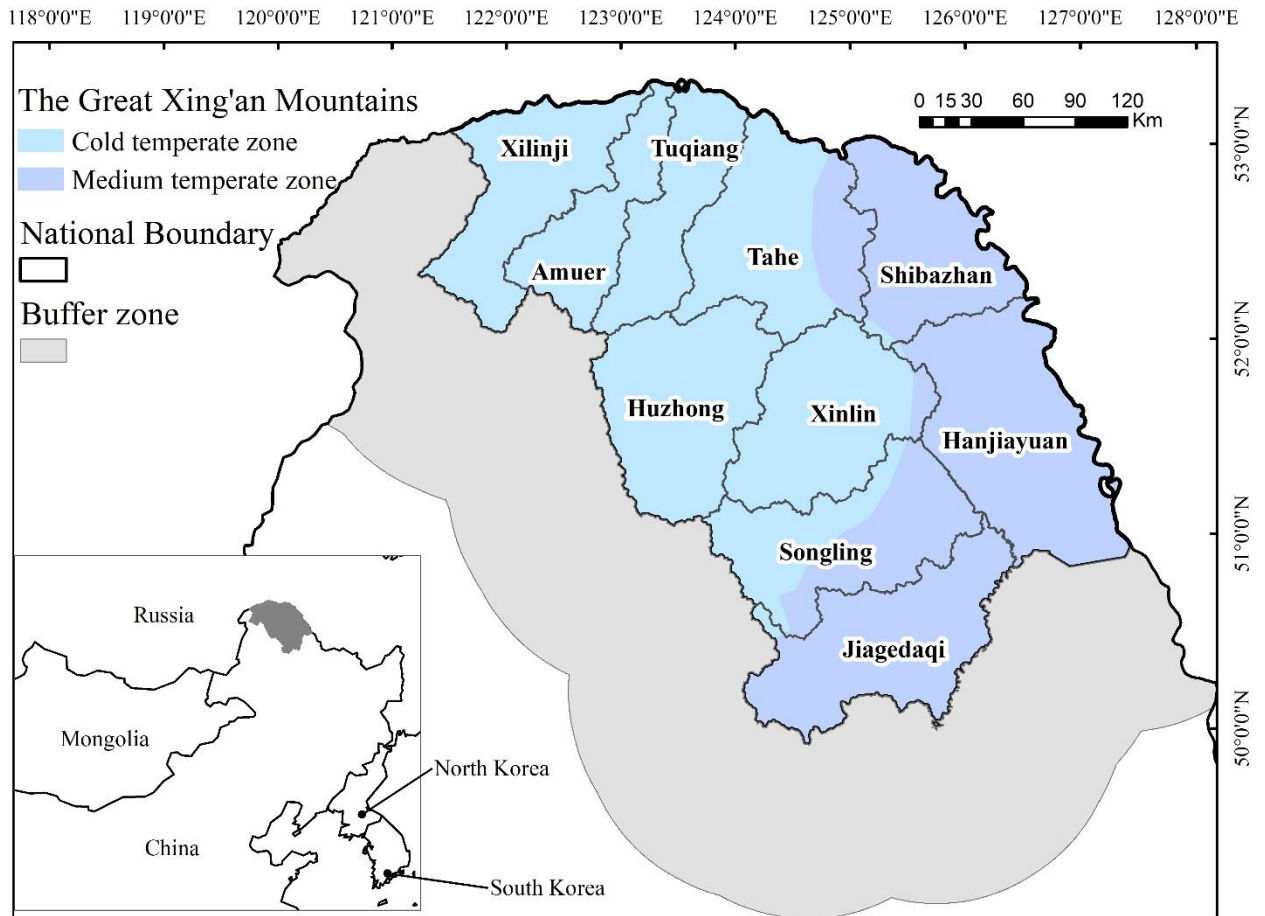 118°0'0"E 119°0'0"E 120°0'0"E 121°0'0"E 122°0'0"E 123°0'0"E 124°0'0"E 125°0'0"E 126°0'0"E 127°0'0"E 128°0'0"E
The Great Xing'an Mountains
Cold temperate zone
Medium temperate zone
National Boundary
Buffer zone
0 15 30 60 90 120
Km
53°0'0"N
52°0'0"N
51°0'0"N
50°0'0"N
Xilinji
Tuqiang
Amuer
Tahe
Shibazhan
Huzhong
Xinlin
Hanjiayuan
Songling
Jiagedaqi
Russia
Mongolia
China
North Korea
South Korea